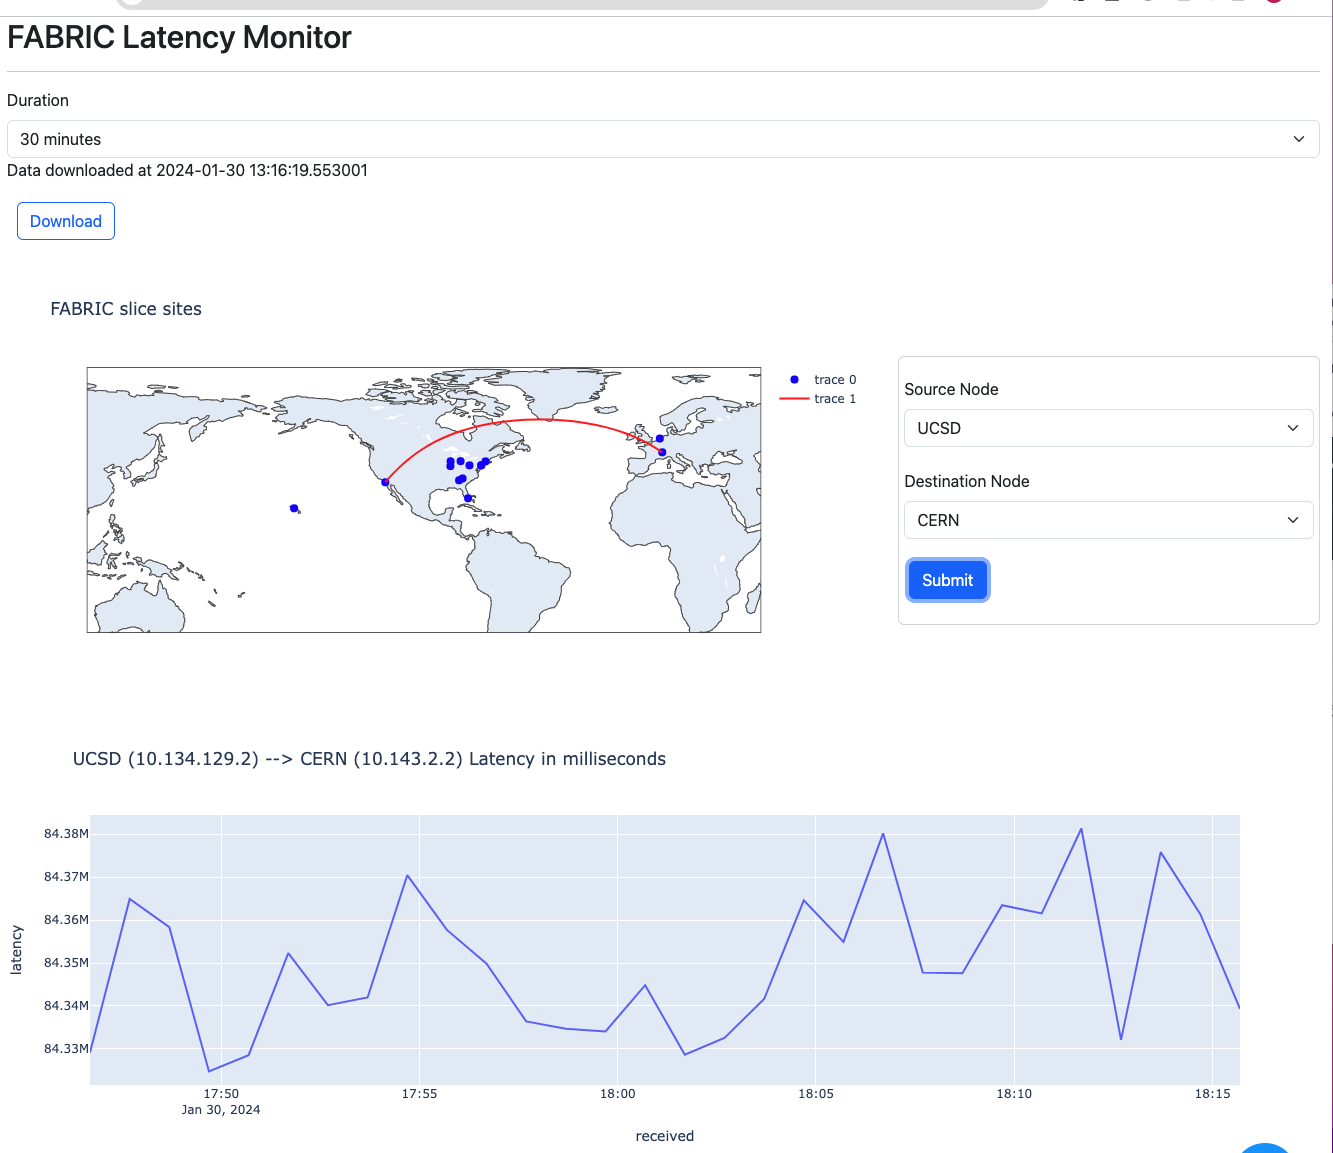 FABRIC Latency Monitor
Duration
30 minutes
Data downloaded at 2024-01-30 13:16:19.553001
Download
FABRIC slice sites
trace 0
trace 1
Source Node
UCSD
Destination Node
CERN
Submit
UCSD (10.134.129.2) --> CERN (10.143.2.2) Latency in milliseconds
84.38M
84.37M
84.36M
84.35M
84.34M
84.33M
latency
17:50 17:55 18:00 18:05 18:10 18:15
Jan 30, 2024
received